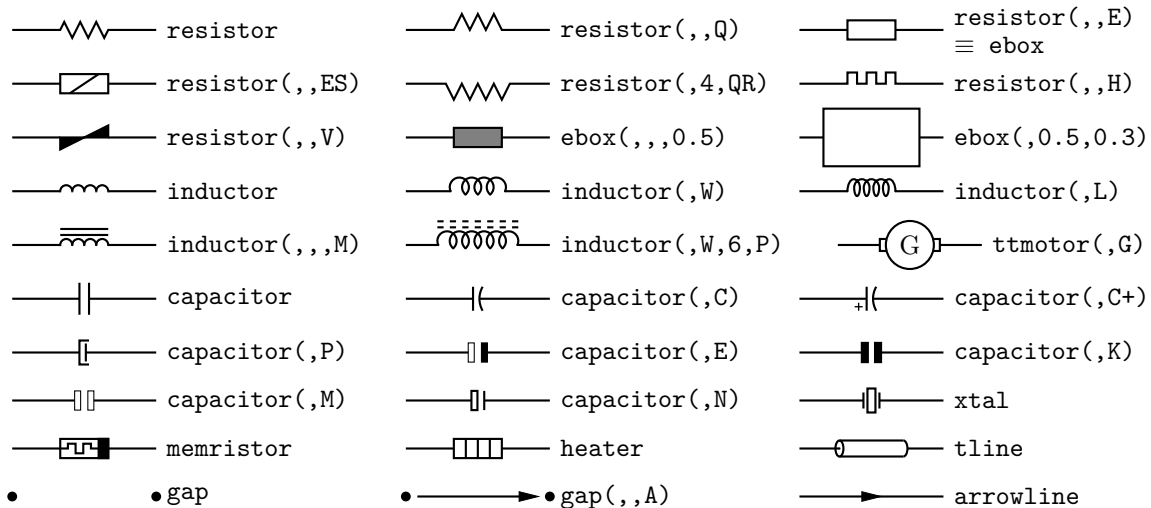 resistor
resistor(,,Q)
resistor(,,E)
≡ ebox
resistor(,,ES)
resistor(,4,QR)
resistor(,,H)
resistor(,,V)
ebox(,,,0.5)
ebox(,0.5,0.3)
inductor
inductor(,W)
inductor(,L)
inductor(,,,M)
inductor(,W,6,P)
G
ttmotor(,G)
capacitor
capacitor(,C)
+
capacitor(,C+)
capacitor(,P)
capacitor(,E)
capacitor(,K)
capacitor(,M)
capacitor(,N)
xtal
memristor
heater
tline
gap
gap(,,A)
arrowline